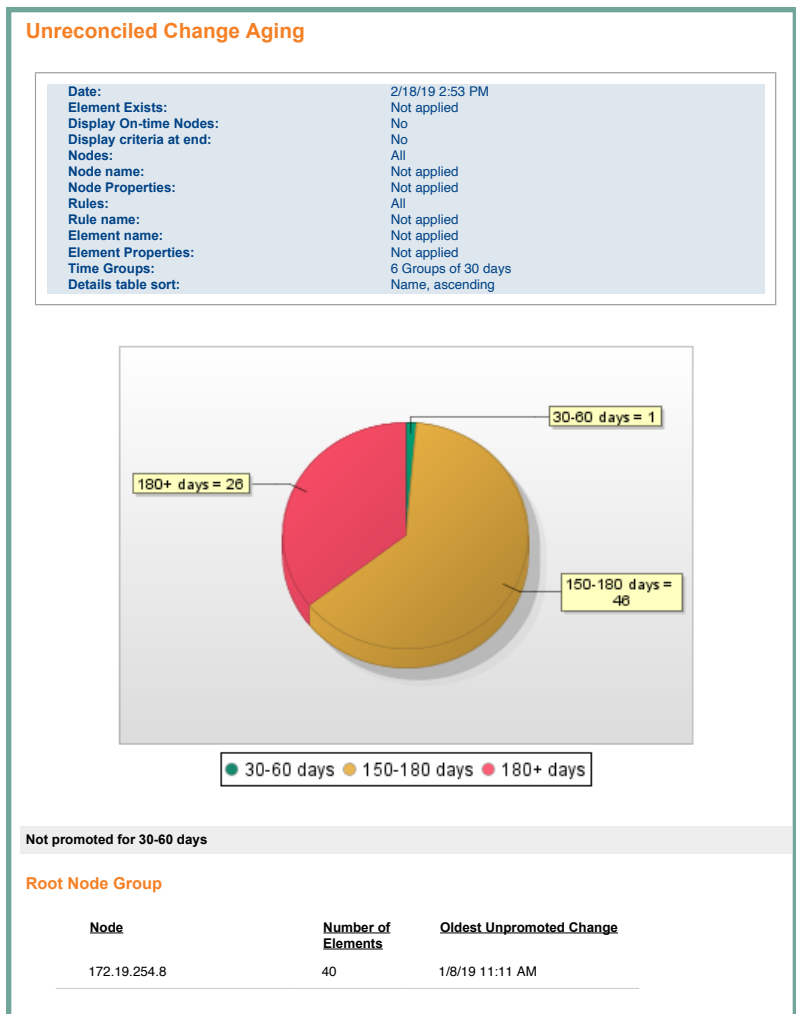 Unreconciled Change Aging
Date: 2/18/19 2:53 PM
Element Exists: Not applied
Display On-time Nodes: No
Display criteria at end: No
Nodes: All
Node name: Not applied
Node Properties: Not applied
Rules: All
Rule name: Not applied
Element name: Not applied
Element Properties: Not applied
Time Groups: 6 Groups of 30 days
Details table sort: Name, ascending
30-60 days = 1
180+ days = 26
150-180 days =
46
30-60 days 150-180 days 180+ days
Not promoted for 30-60 days
Root Node Group
Node Number of Oldest Unpromoted Change
Elements
172.19.254.8 40 1/8/19 11:11 AM